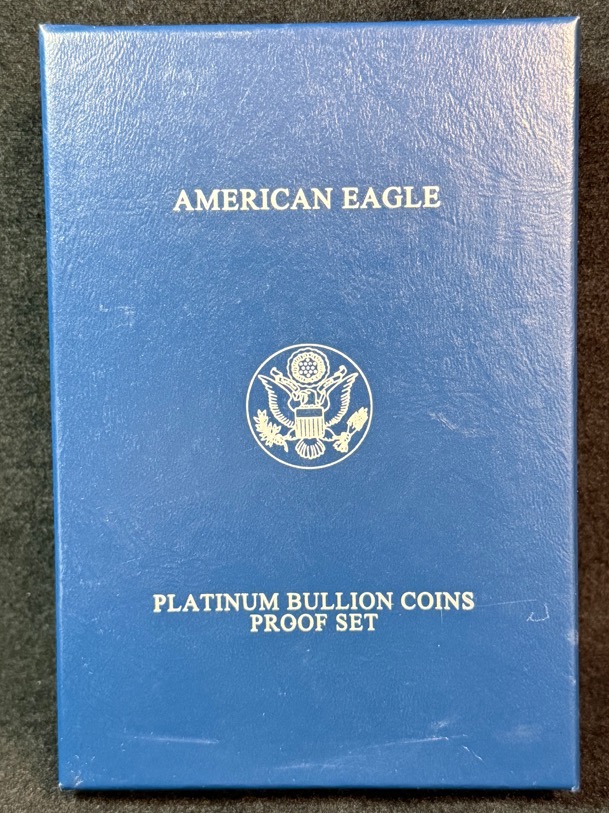 AMERICAN EAGLE
PLATINUM BULLION COINS
PROOF SET